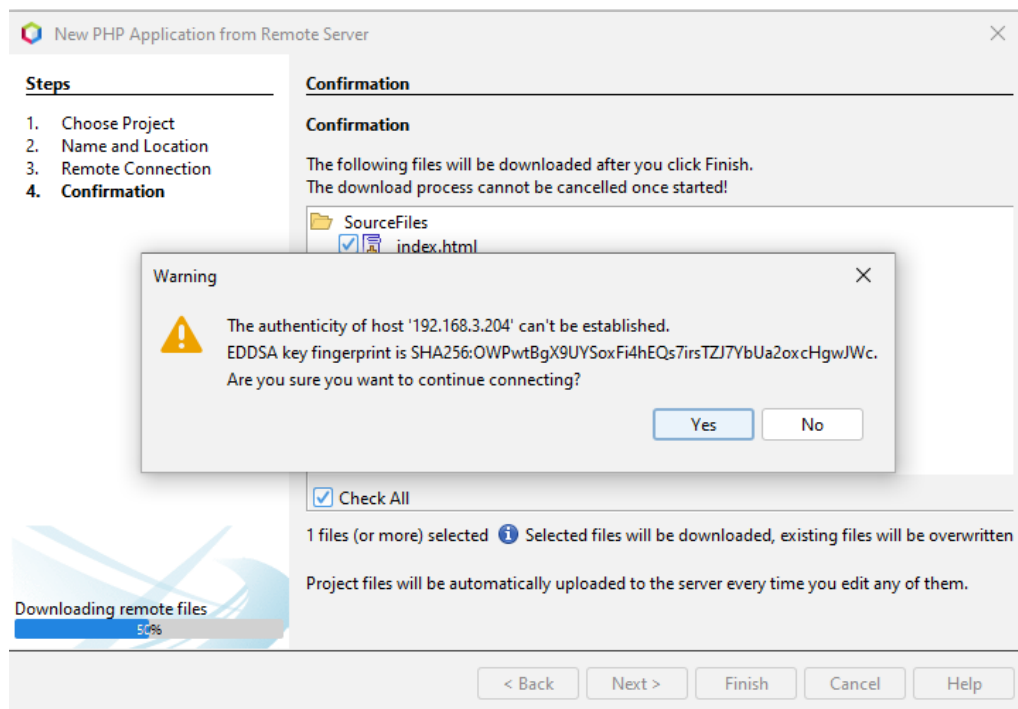 New PHP Application from Remote Server
Steps
1. Choose Project
2. Name and Location
3. Remote Connection
4. Confirmation
Confirmation
Confirmation
The following files will be downloaded after you click Finish.
The download process cannot be cancelled once started!
SourceFiles
index.html
Warning
The authenticity of host '192.168.3.204' can't be established.
EDDSA key fingerprint is SHA256:OWPwtBgX9UYSoxFi4hEQs7irsTZJ7YbUa2oxcHgwJWc.
Are you sure you want to continue connecting?
Yes No
Check All
1 files (or more) selected Selected files will be downloaded, existing files will be overwritten
Project files will be automatically uploaded to the server every time you edit any of them.
Downloading remote files
50%
< Back Next > Finish Cancel Help